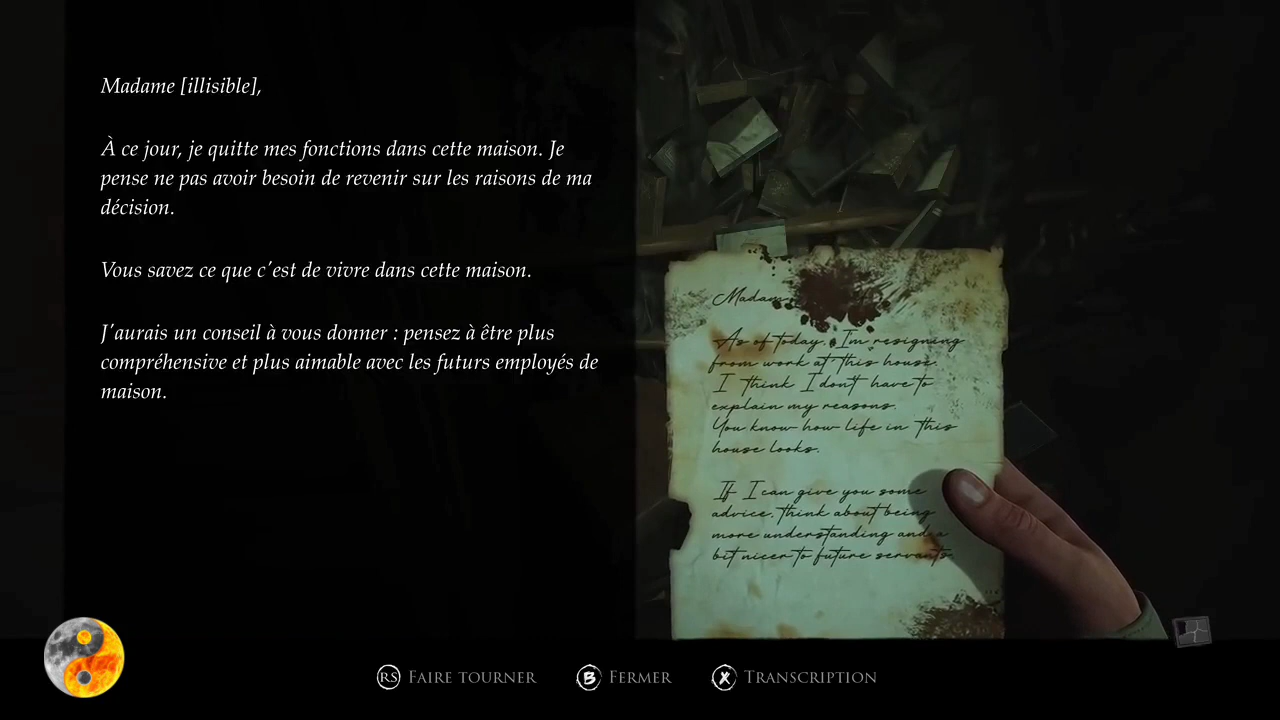 Madame [illisible],
À ce jour, je quitte mes fonctions dans cette maison. Je
pense ne pas avoir besoin de revenir sur les raisons de ma
décision.
Vous savez ce que c'est de vivre dans cette maison.
J'aurais un conseil à vous donner : pensez à être plus
compréhensive et plus aimable avec les futurs employés de
maison.
Madam
As of today, I'm resigning
from work at this house.
I think I don't have to
explain my reasons.
You know how life in this
house looks.
If I can give you some
advice, think about being
more understanding and a
bit nicer to future servants.
RS FAIRE TOURNER
B FERMER
X TRANSCRIPTION